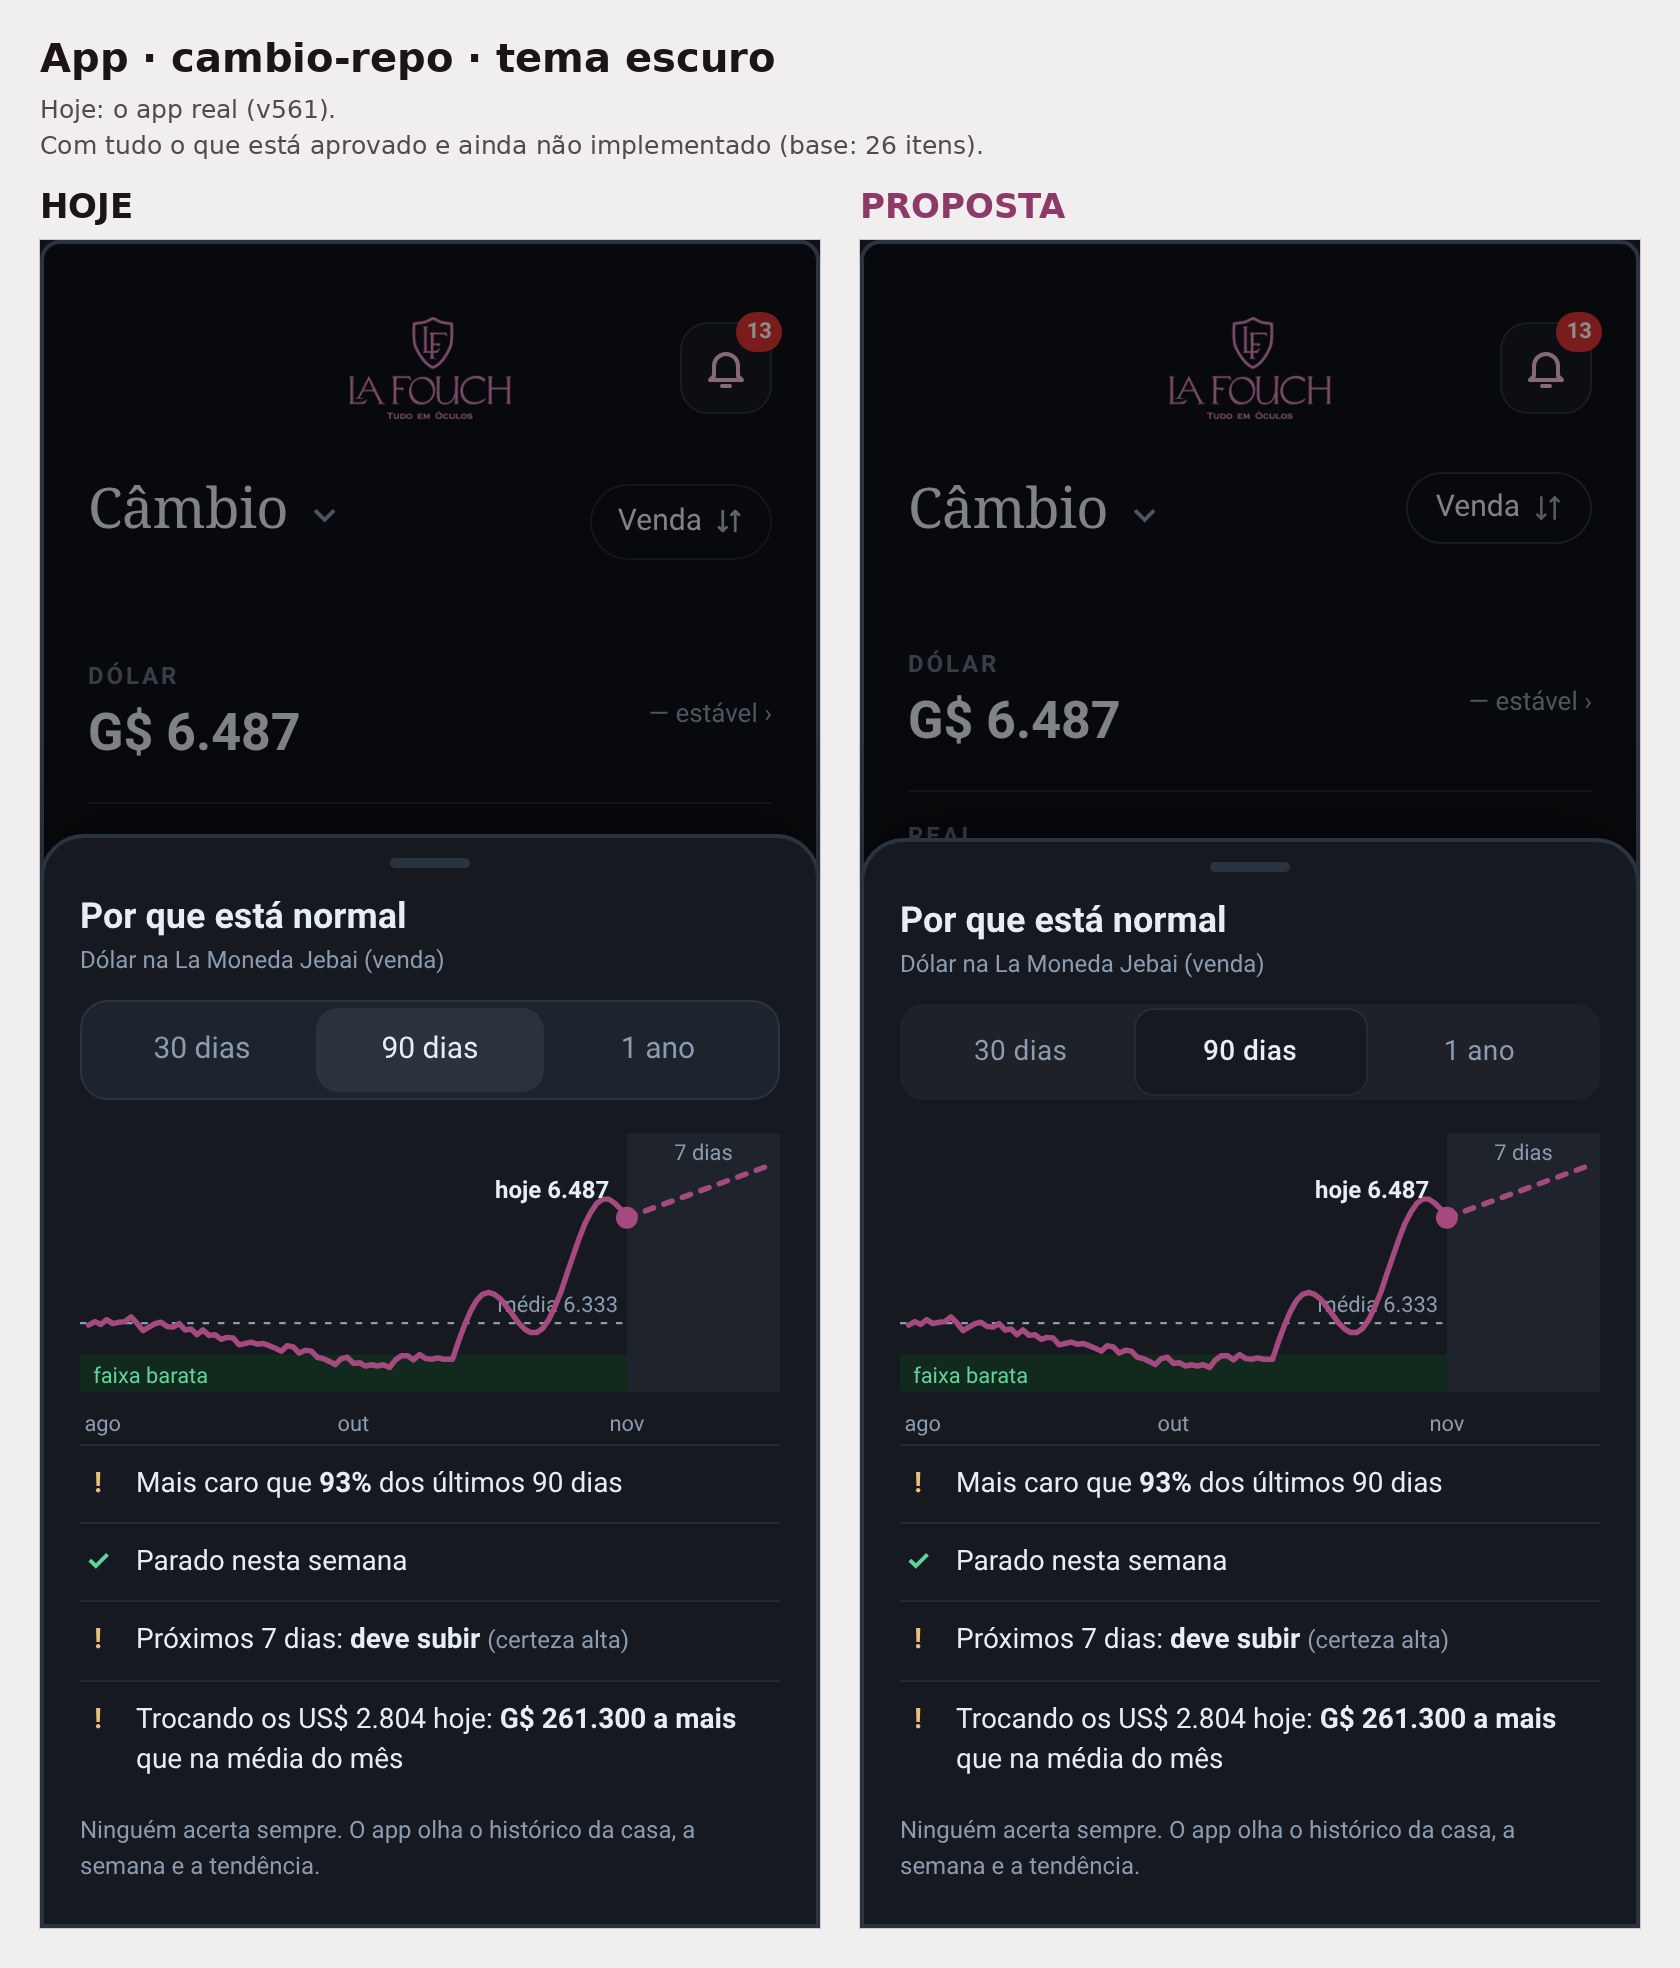 App · cambio-repo · tema escuro
Hoje: o app real (v561).
Com tudo o que está aprovado e ainda não implementado (base: 26 itens).
HOJE
LF
LA FOUCH
TUDO EM ÓCULOS
13
Câmbio
Venda
DÓLAR
G$ 6.487
— estável ›
Por que está normal
Dólar na La Moneda Jebai (venda)
30 dias
90 dias
1 ano
7 dias
hoje 6.487
média 6.333
faixa barata
ago
out
nov
! Mais caro que 93% dos últimos 90 dias
Parado nesta semana
! Próximos 7 dias: deve subir (certeza alta)
! Trocando os US$ 2.804 hoje: G$ 261.300 a mais
que na média do mês
Ninguém acerta sempre. O app olha o histórico da casa, a
semana e a tendência.
PROPOSTA
LF
LA FOUCH
TUDO EM ÓCULOS
13
Câmbio
Venda
DÓLAR
G$ 6.487
— estável ›
REAL
Por que está normal
Dólar na La Moneda Jebai (venda)
30 dias
90 dias
1 ano
7 dias
hoje 6.487
média 6.333
faixa barata
ago
out
nov
! Mais caro que 93% dos últimos 90 dias
Parado nesta semana
! Próximos 7 dias: deve subir (certeza alta)
! Trocando os US$ 2.804 hoje: G$ 261.300 a mais
que na média do mês
Ninguém acerta sempre. O app olha o histórico da casa, a
semana e a tendência.